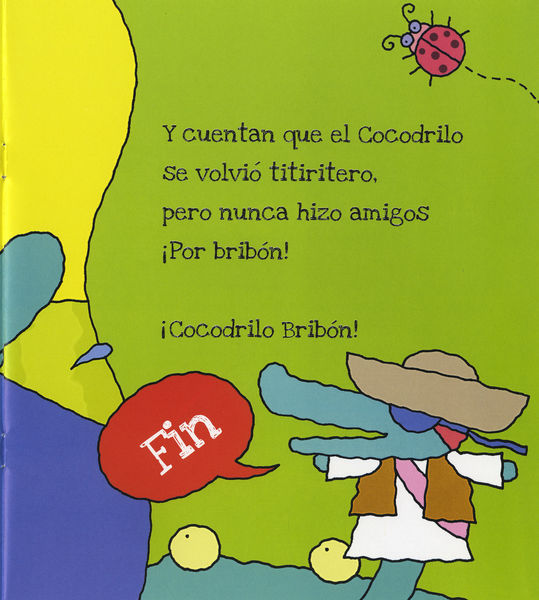 Y cuentan que el Cocodrilo
se volvió titiritero,
pero nunca hizo amigos
¡Por bribón!
¡Cocodrilo Bribón!
Fin